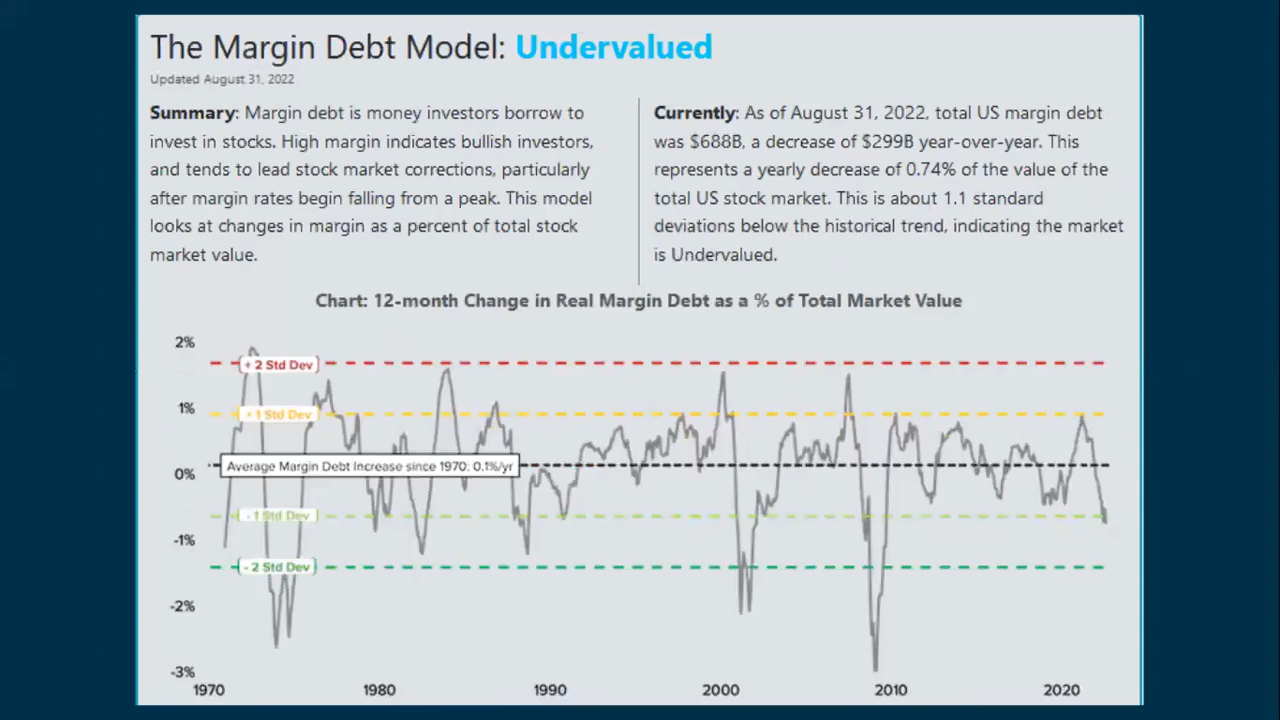 The Margin Debt Model: Undervalued
Updated August 31, 2022
Summary: Margin debt is money investors borrow to
invest in stocks. High margin indicates bullish investors,
and tends to lead stock market corrections, particularly
after margin rates begin falling from a peak. This model
looks at changes in margin as a percent of total stock
market value.
Currently: As of August 31, 2022, total US margin debt
was $688B, a decrease of $299B year-over-year. This
represents a yearly decrease of 0.74% of the value of the
total US stock market. This is about 1.1 standard
deviations below the historical trend, indicating the market
is Undervalued.
Chart: 12-month Change in Real Margin Debt as a % of Total Market Value
2%
+ 2 Std Dev
1%
+ 1 Std Dev
Average Margin Debt Increase since 1970: 0.1%/yr
0%
- 1 Std Dev
-1%
- 2 Std Dev
-2%
-3%
1970
1980
1990
2000
2010
2020